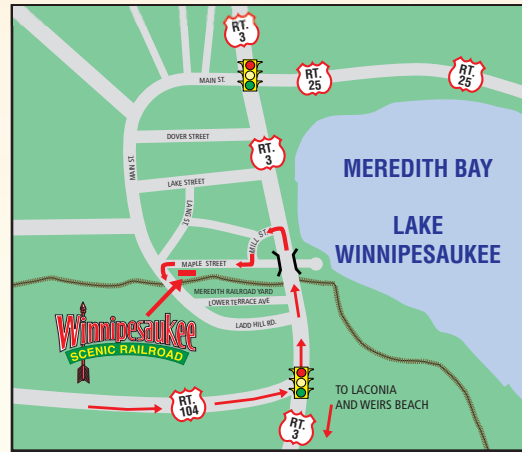 RT.
3
MAIN ST.
RT.
25
RT.
25
DOVER STREET
RT.
3
MAIN ST.
LAKE STREET
LANG ST.
MILL ST.
MAPLE STREET
MEREDITH BAY
LAKE
WINNIPESAUKEE
MEREDITH RAILROAD YARD
LOWER TERRACE AVE
LADD HILL RD.
Winnipesaukee
SCENIC RAILROAD
RT.
104
TO LACONIA
AND WEIRS BEACH
RT.
3